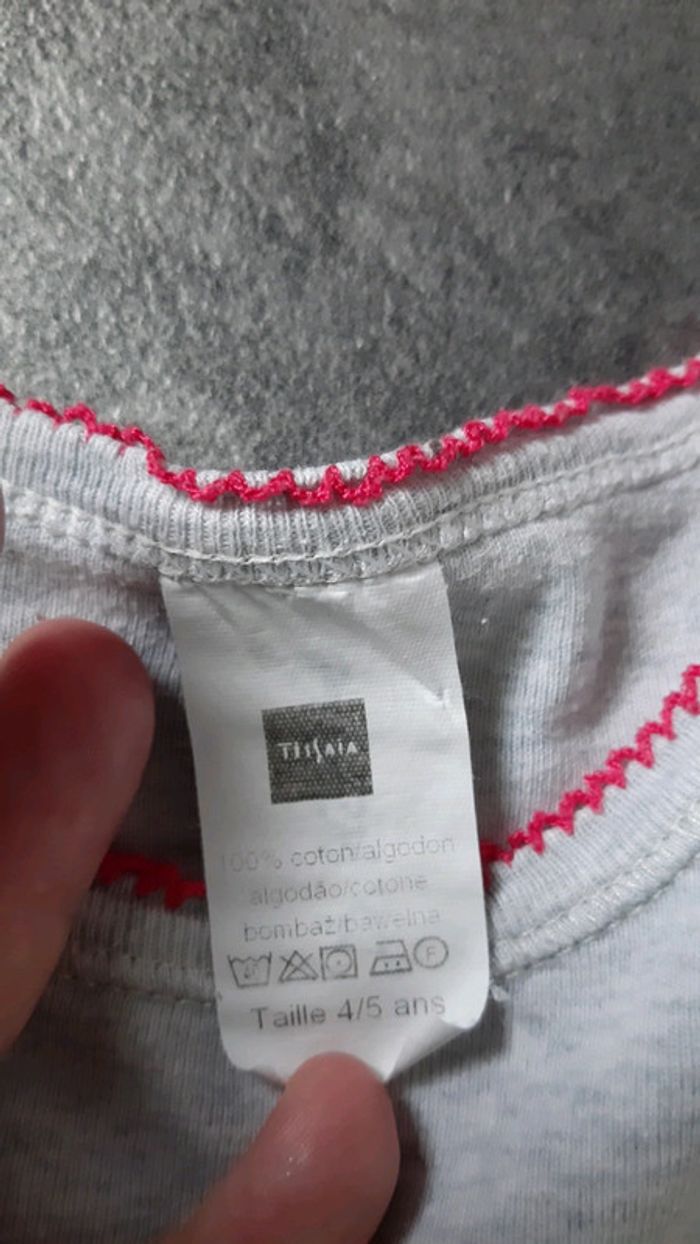 TISSAIA
100% coton/algodon
algodão/cotone
bombaž/bawełna
Taille 4/5 ans